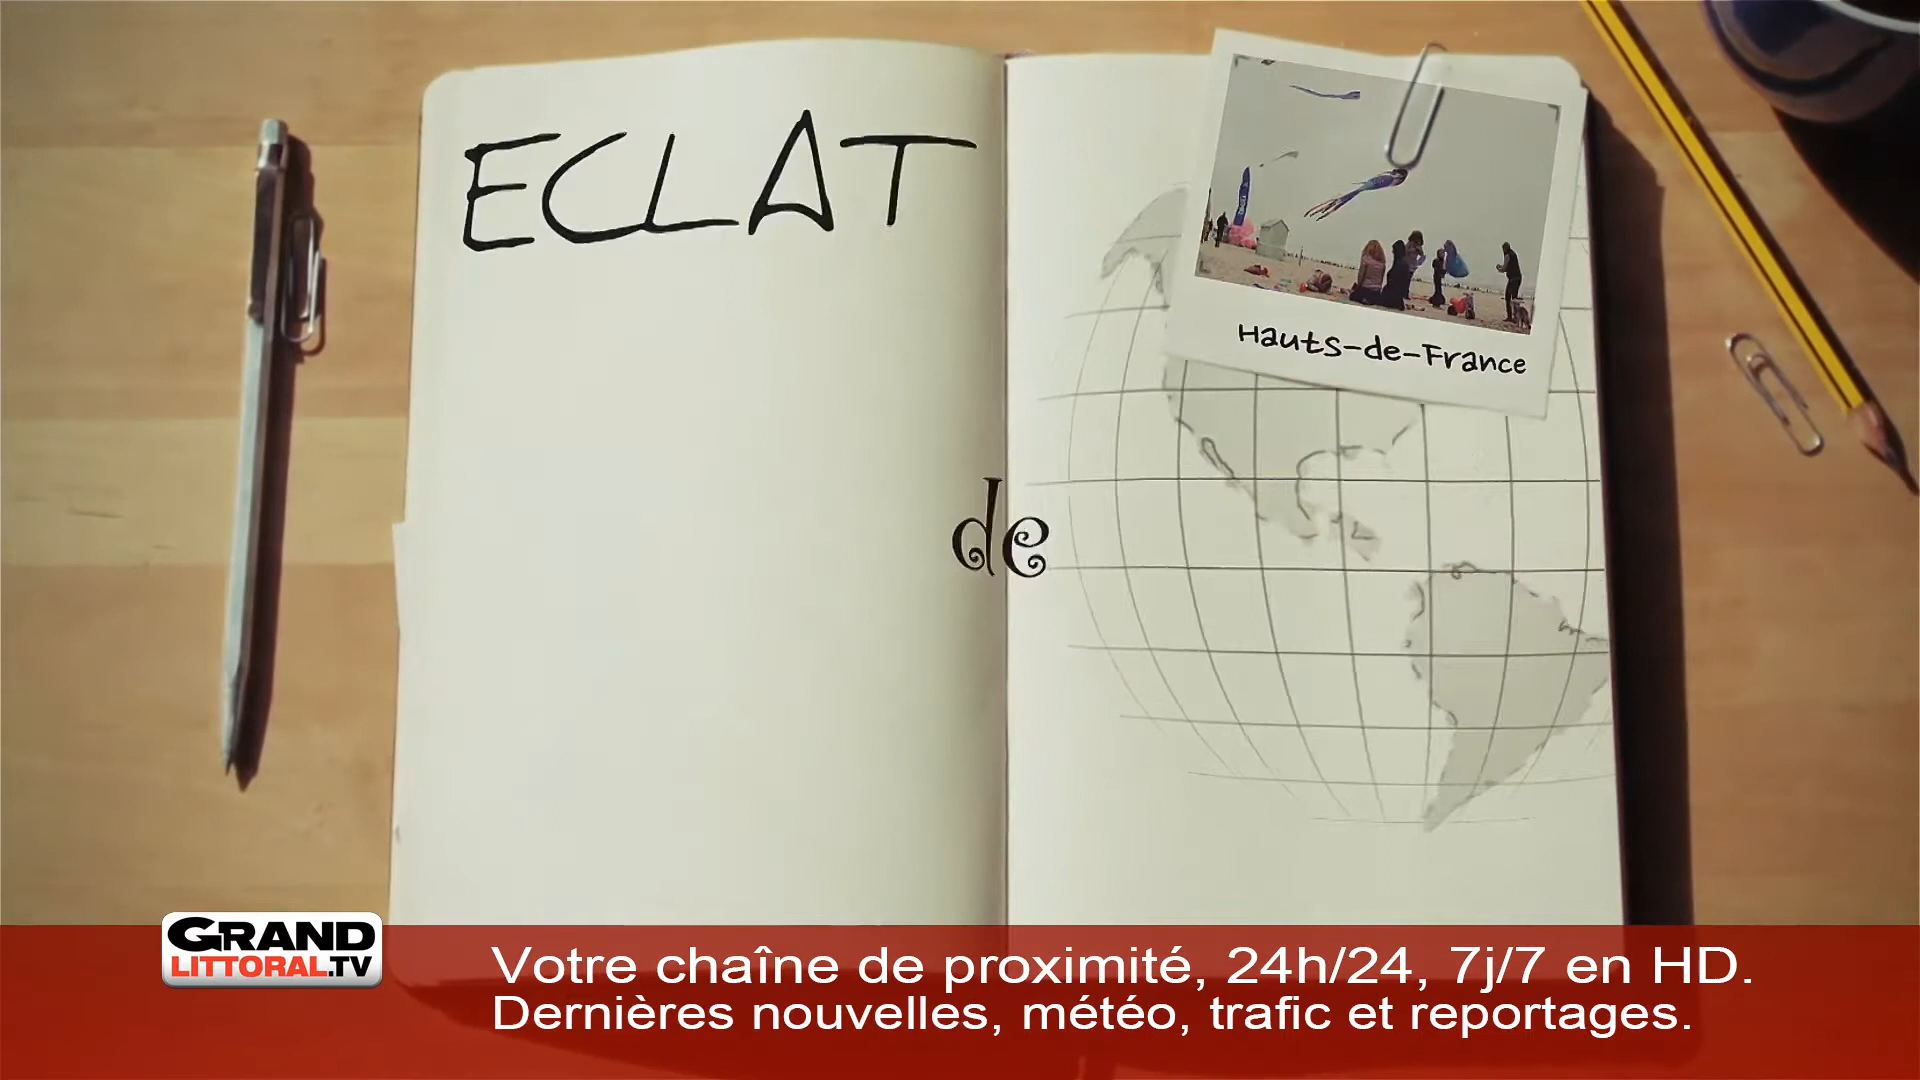 ECLAT
Hauts-de-France
de
GRAND
LITTORAL.TV
Votre chaîne de proximité, 24h/24, 7j/7 en HD.
Dernières nouvelles, météo, trafic et reportages.